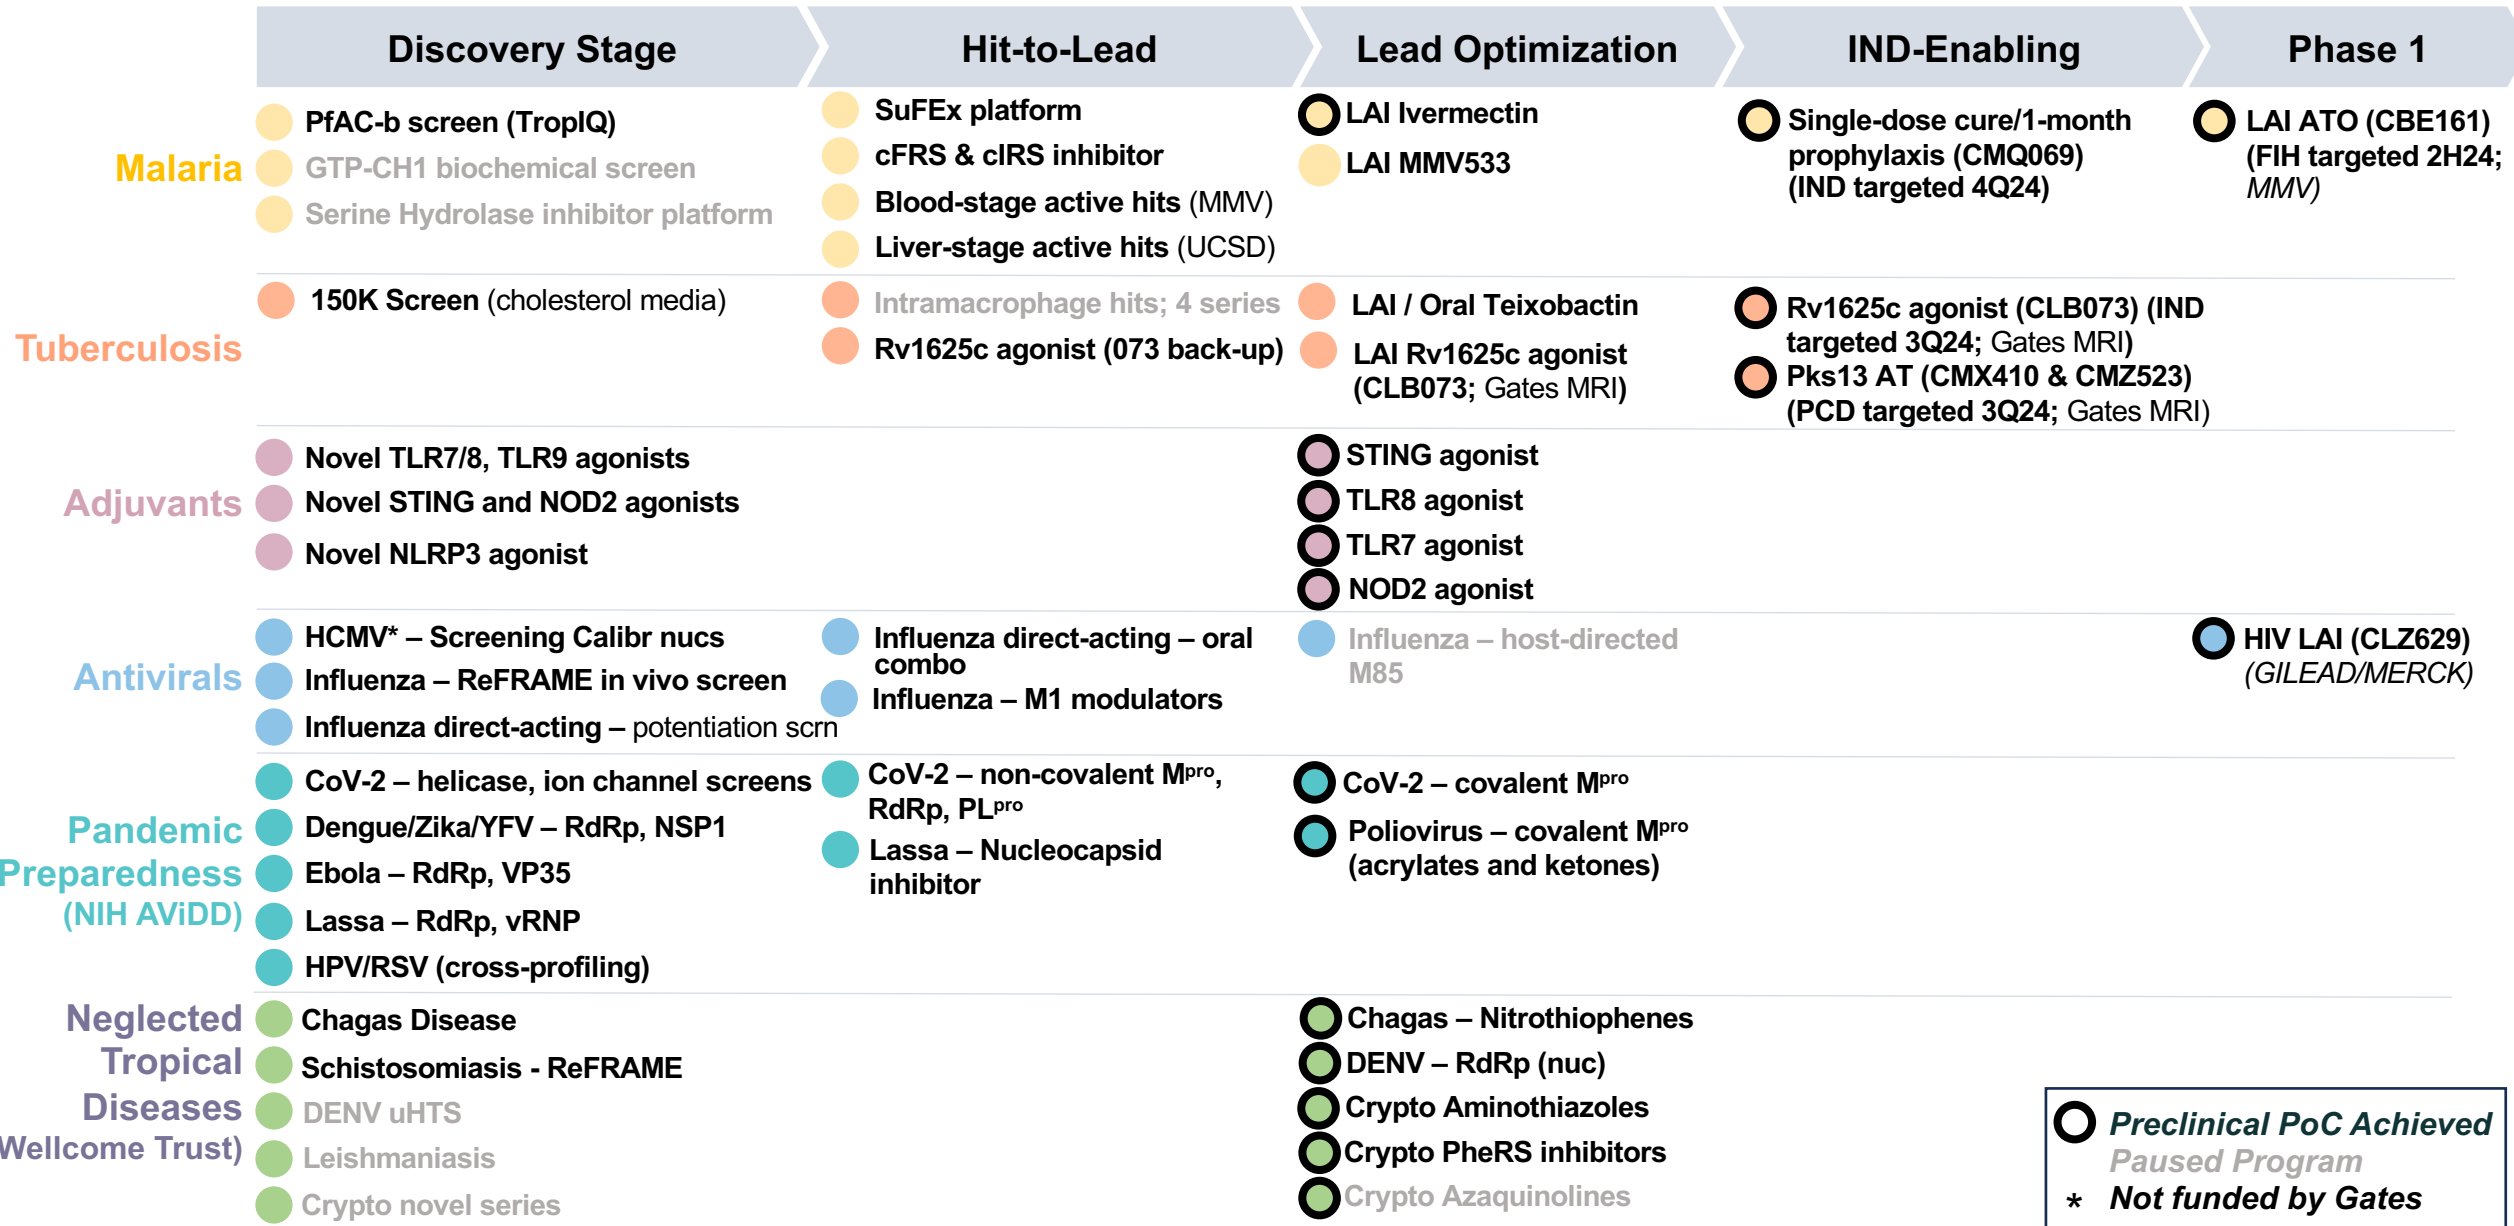 Discovery Stage
Hit-to-Lead
Lead Optimization
IND-Enabling
Phase 1
Malaria
PfAC-b screen (TropIQ)
GTP-CH1 biochemical screen
Serine Hydrolase inhibitor platform
SuFEx platform
cFRS & cIRS inhibitor
Blood-stage active hits (MMV)
Liver-stage active hits (UCSD)
LAI Ivermectin
LAI MMV533
Single-dose cure/1-month
prophylaxis (CMQ069)
(IND targeted 4Q24)
LAI ATO (CBE161)
(FIH targeted 2H24;
MMV)
Tuberculosis
150K Screen (cholesterol media)
Intramacrophage hits; 4 series
Rv1625c agonist (073 back-up)
LAI / Oral Teixobactin
LAI Rv1625c agonist
(CLB073; Gates MRI)
Rv1625c agonist (CLB073) (IND
targeted 3Q24; Gates MRI)
Pks13 AT (CMX410 & CMZ523)
(PCD targeted 3Q24; Gates MRI)
Adjuvants
Novel TLR7/8, TLR9 agonists
Novel STING and NOD2 agonists
Novel NLRP3 agonist
STING agonist
TLR8 agonist
TLR7 agonist
NOD2 agonist
Antivirals
HCMV* – Screening Calibr nucs
Influenza – ReFRAME in vivo screen
Influenza direct-acting – potentiation scrn
Influenza direct-acting – oral
combo
Influenza – M1 modulators
Influenza – host-directed
M85
HIV LAI (CLZ629)
(GILEAD/MERCK)
Pandemic
Preparedness
(NIH AViDD)
CoV-2 – helicase, ion channel screens
Dengue/Zika/YFV – RdRp, NSP1
Ebola – RdRp, VP35
Lassa – RdRp, vRNP
HPV/RSV (cross-profiling)
CoV-2 – non-covalent Mpro,
RdRp, PLpro
Lassa – Nucleocapsid
inhibitor
CoV-2 – covalent Mpro
Poliovirus – covalent Mpro
(acrylates and ketones)
Neglected
Tropical
Diseases
Wellcome Trust)
Chagas Disease
Schistosomiasis - ReFRAME
DENV uHTS
Leishmaniasis
Crypto novel series
Chagas – Nitrothiophenes
DENV – RdRp (nuc)
Crypto Aminothiazoles
Crypto PheRS inhibitors
Crypto Azaquinolines
Preclinical PoC Achieved
Paused Program
* Not funded by Gates